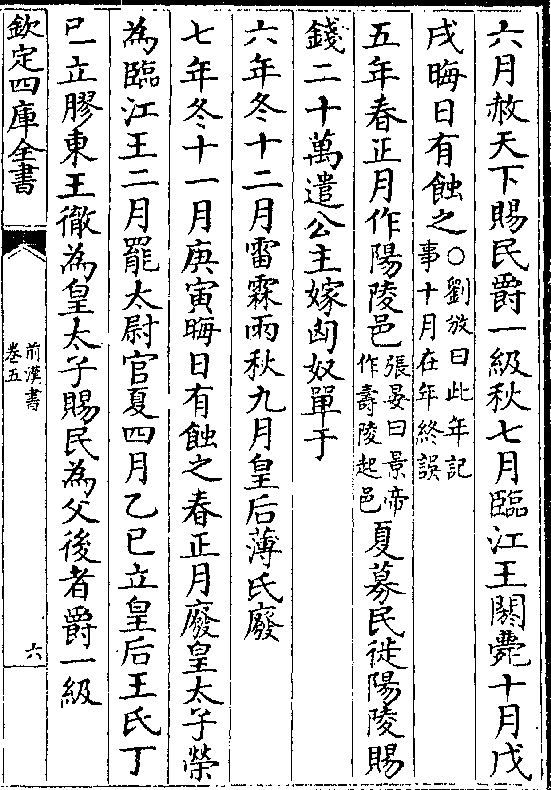 六月赦天下賜民爵一級秋七月臨江王閼薨十月戊
戌晦日有蝕之○劉攽曰此年記
事十月在年終誤
五年春正月作陽陵邑張晏曰景帝
作壽陵起邑夏募民徙陽陵賜
錢二十萬遣公主嫁匈奴單于
六年冬十二月雷霖雨秋九月皇后薄氏廢
七年冬十一月庚寅晦日有蝕之春正月廢皇太子榮
為臨江王二月罷太尉官夏四月乙巳立皇后王氏丁
巳立膠東王徹為皇太子賜民為父後者爵一級
欽定四庫全書
前漢書
卷五
六